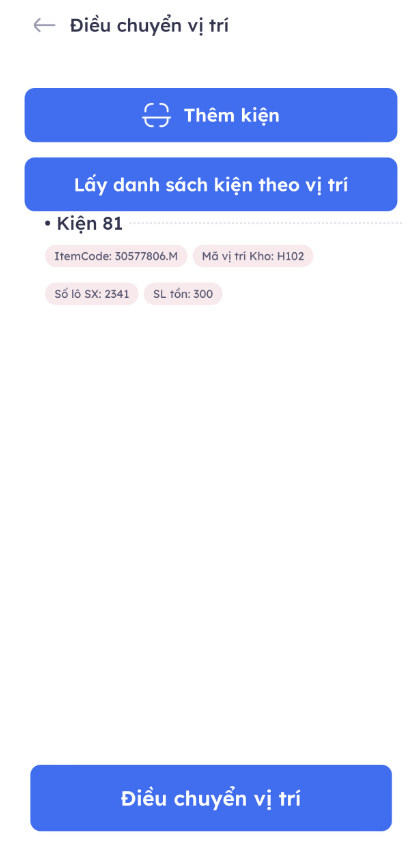 Điều chuyển vị trí
Thêm kiện
Lấy danh sách kiện theo vị trí
• Kiện 81
ItemCode: 30577806.M Mã vị trí Kho: H102
Số lô SX: 2341 SL tồn: 300
Điều chuyển vị trí